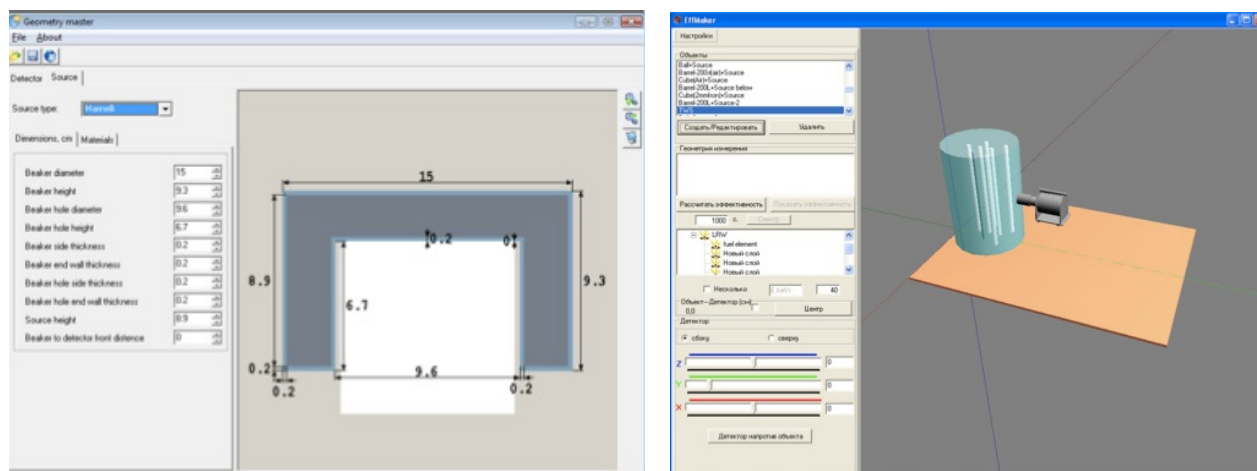 Geometry master
File About
Detector Source
Source type: Marinelli
Dimensions, cm Materials
Beaker diameter 15
Beaker height 9.3
Beaker hole diameter 9.6
Beaker hole height 6.7
Beaker side thickness 0.2
Beaker end wall thickness 0.2
Beaker hole side thickness 0.2
Beaker hole end wall thickness 0.2
Source height 8.9
Beaker to detector front distence 0
15
0.2 0
8.9 9.3
6.7
0.2 9.6
0.2 0.2
EffMaker
Настройки
Объекты
Ball+Source
Barrel-200л(air)+Source
Cube(Air)+Source
Barrel-200L+Source below
Cube(2mmIron)+Source
Barrel-200L+Source-2
TWS
Создать/Редактировать Удалить
Геометрия измерения
Рассчитать эффективность Показать эффективность
1000 с. Спектр
LRW
fuel element
Новый слой
Новый слой
Новый слой
Несколько 40
Объект--Детектор (см)
0,0 Центр
Детектор
сбоку сверху
Z 0
Y 0
X 0
Детектор напротив объекта